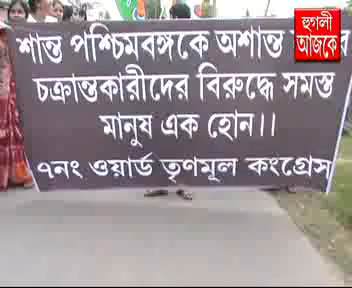 হুগলী
আজকে
শান্ত পশ্চিমবঙ্গকে অশান্ত
চক্রান্তকারীদের বিরুদ্ধে সমস্ত
মানুষ এক হোন।।
৭নং ওয়ার্ড তৃণমূল কংগ্রেস